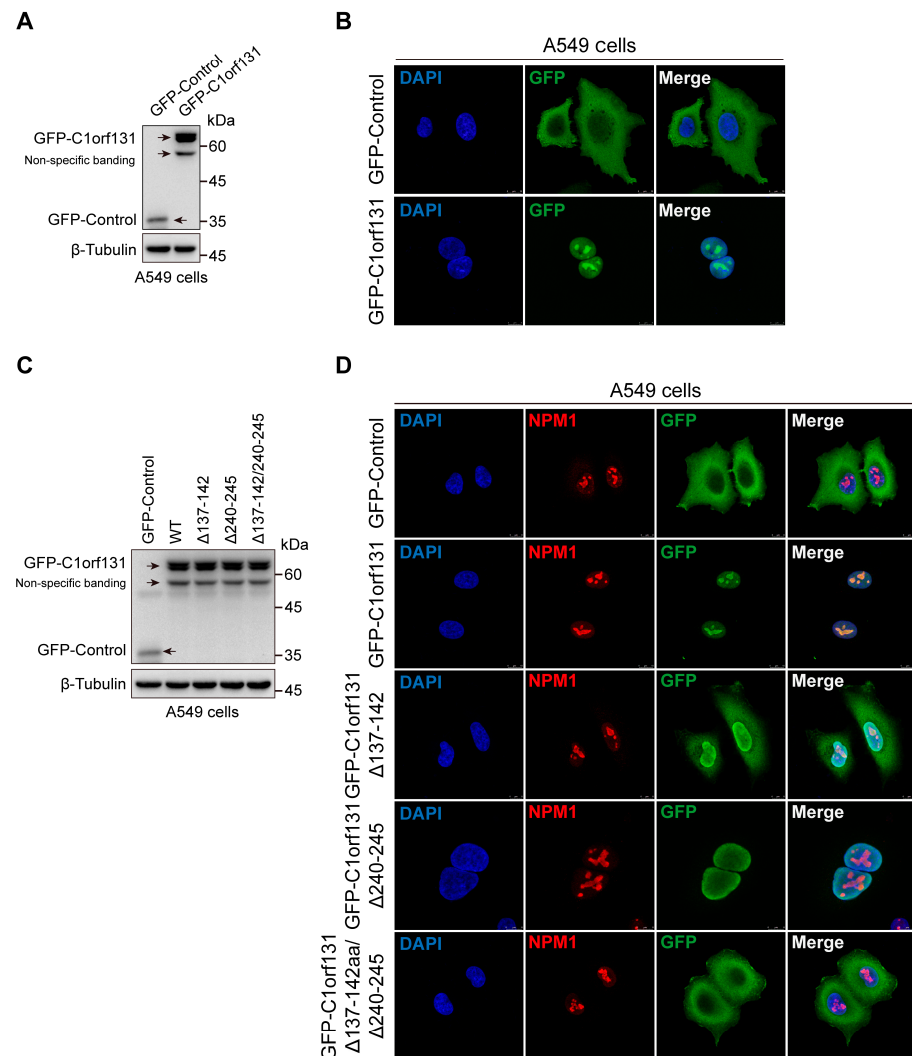 A
GFP-Control
GFP-C1orf131
kDa
GFP-C1orf131
60
Non-specific banding
45
GFP-Control
35
β-Tubulin
45
A549 cells
B
A549 cells
GFP-Control
DAPI
GFP
Merge
GFP-C1orf131
DAPI
GFP
Merge
C
GFP-Control
WT
Δ137-142
Δ240-245
Δ137-142/240-245
kDa
GFP-C1orf131
60
Non-specific banding
45
GFP-Control
35
β-Tubulin
45
A549 cells
D
A549 cells
GFP-Control
DAPI
NPM1
GFP
Merge
GFP-C1orf131
DAPI
NPM1
GFP
Merge
GFP-C1orf131
Δ137-142
DAPI
NPM1
GFP
Merge
GFP-C1orf131
Δ240-245
DAPI
NPM1
GFP
Merge
GFP-C1orf131
Δ137-142aa/
Δ240-245
DAPI
NPM1
GFP
Merge